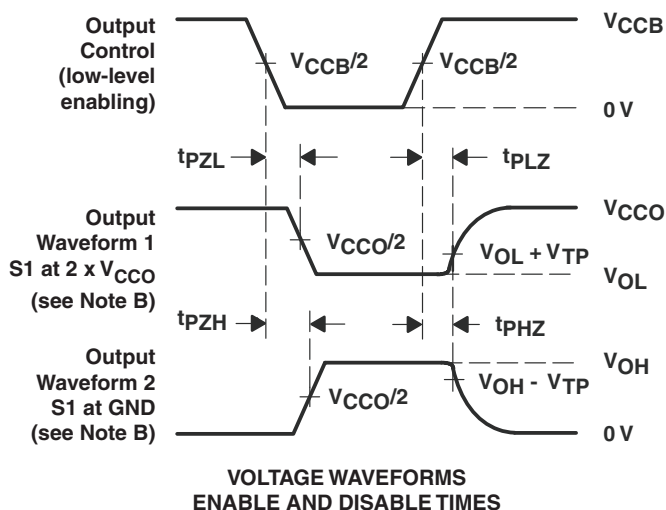 Output
Control
(low-level
enabling)
VCCB/2
VCCB/2
VCCB
0 V
tPZL
tPLZ
Output
Waveform 1
S1 at 2 x VCCO
(see Note B)
VCCO/2
VCCO
VOL + VTP
VOL
tPZH
tPHZ
Output
Waveform 2
S1 at GND
(see Note B)
VCCO/2
VOH
VOH - VTP
0 V
VOLTAGE WAVEFORMS
ENABLE AND DISABLE TIMES